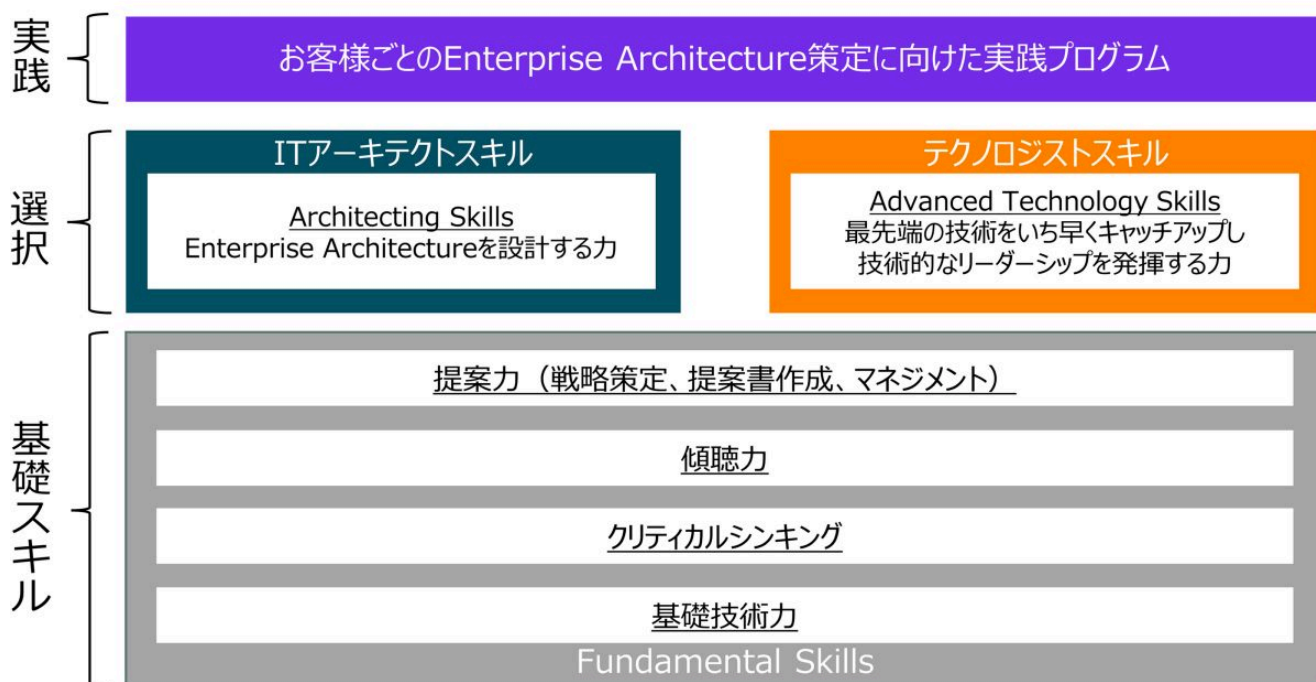 実践
お客様ごとのEnterprise Architecture策定に向けた実践プログラム
選択
ITアーキテクトスキル
Architecting Skills
Enterprise Architectureを設計する力
テクノロジストスキル
Advanced Technology Skills
最先端の技術をいち早くキャッチアップし
技術的なリーダーシップを発揮する力
基礎スキル
提案力（戦略策定、提案書作成、マネジメント）
傾聴力
クリティカルシンキング
基礎技術力
Fundamental Skills